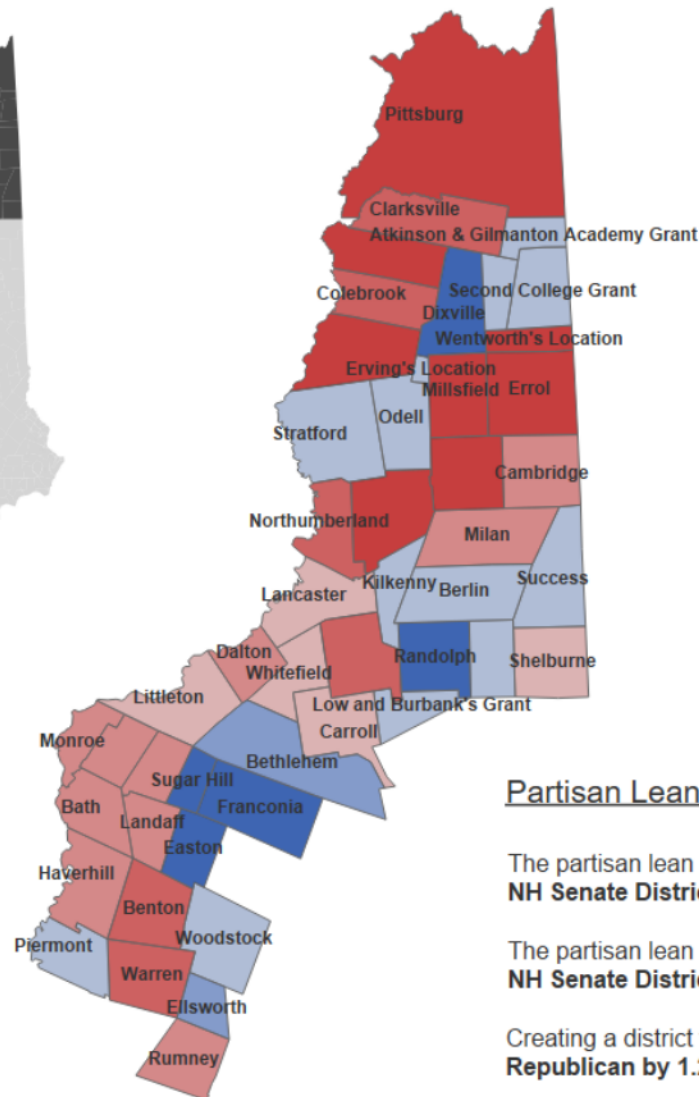 Pittsburg
Clarksville
Atkinson & Gilmanton Academy Grant
Colebrook
Second College Grant
Dixville
Wentworth's Location
Erving's Location
Millsfield
Errol
Odell
Stratford
Cambridge
Northumberland
Milan
Kilkenny
Berlin
Success
Lancaster
Dalton
Whitefield
Randolph
Shelburne
Littleton
Low and Burbank's Grant
Carroll
Monroe
Bethlehem
Sugar Hill
Franconia
Bath
Landaff
Easton
Haverhill
Benton
Woodstock
Piermont
Warren
Ellsworth
Rumney
Partisan Lean
The partisan lean
NH Senate Distri
The partisan lean
NH Senate Distri
Creating a district
Republican by 1.